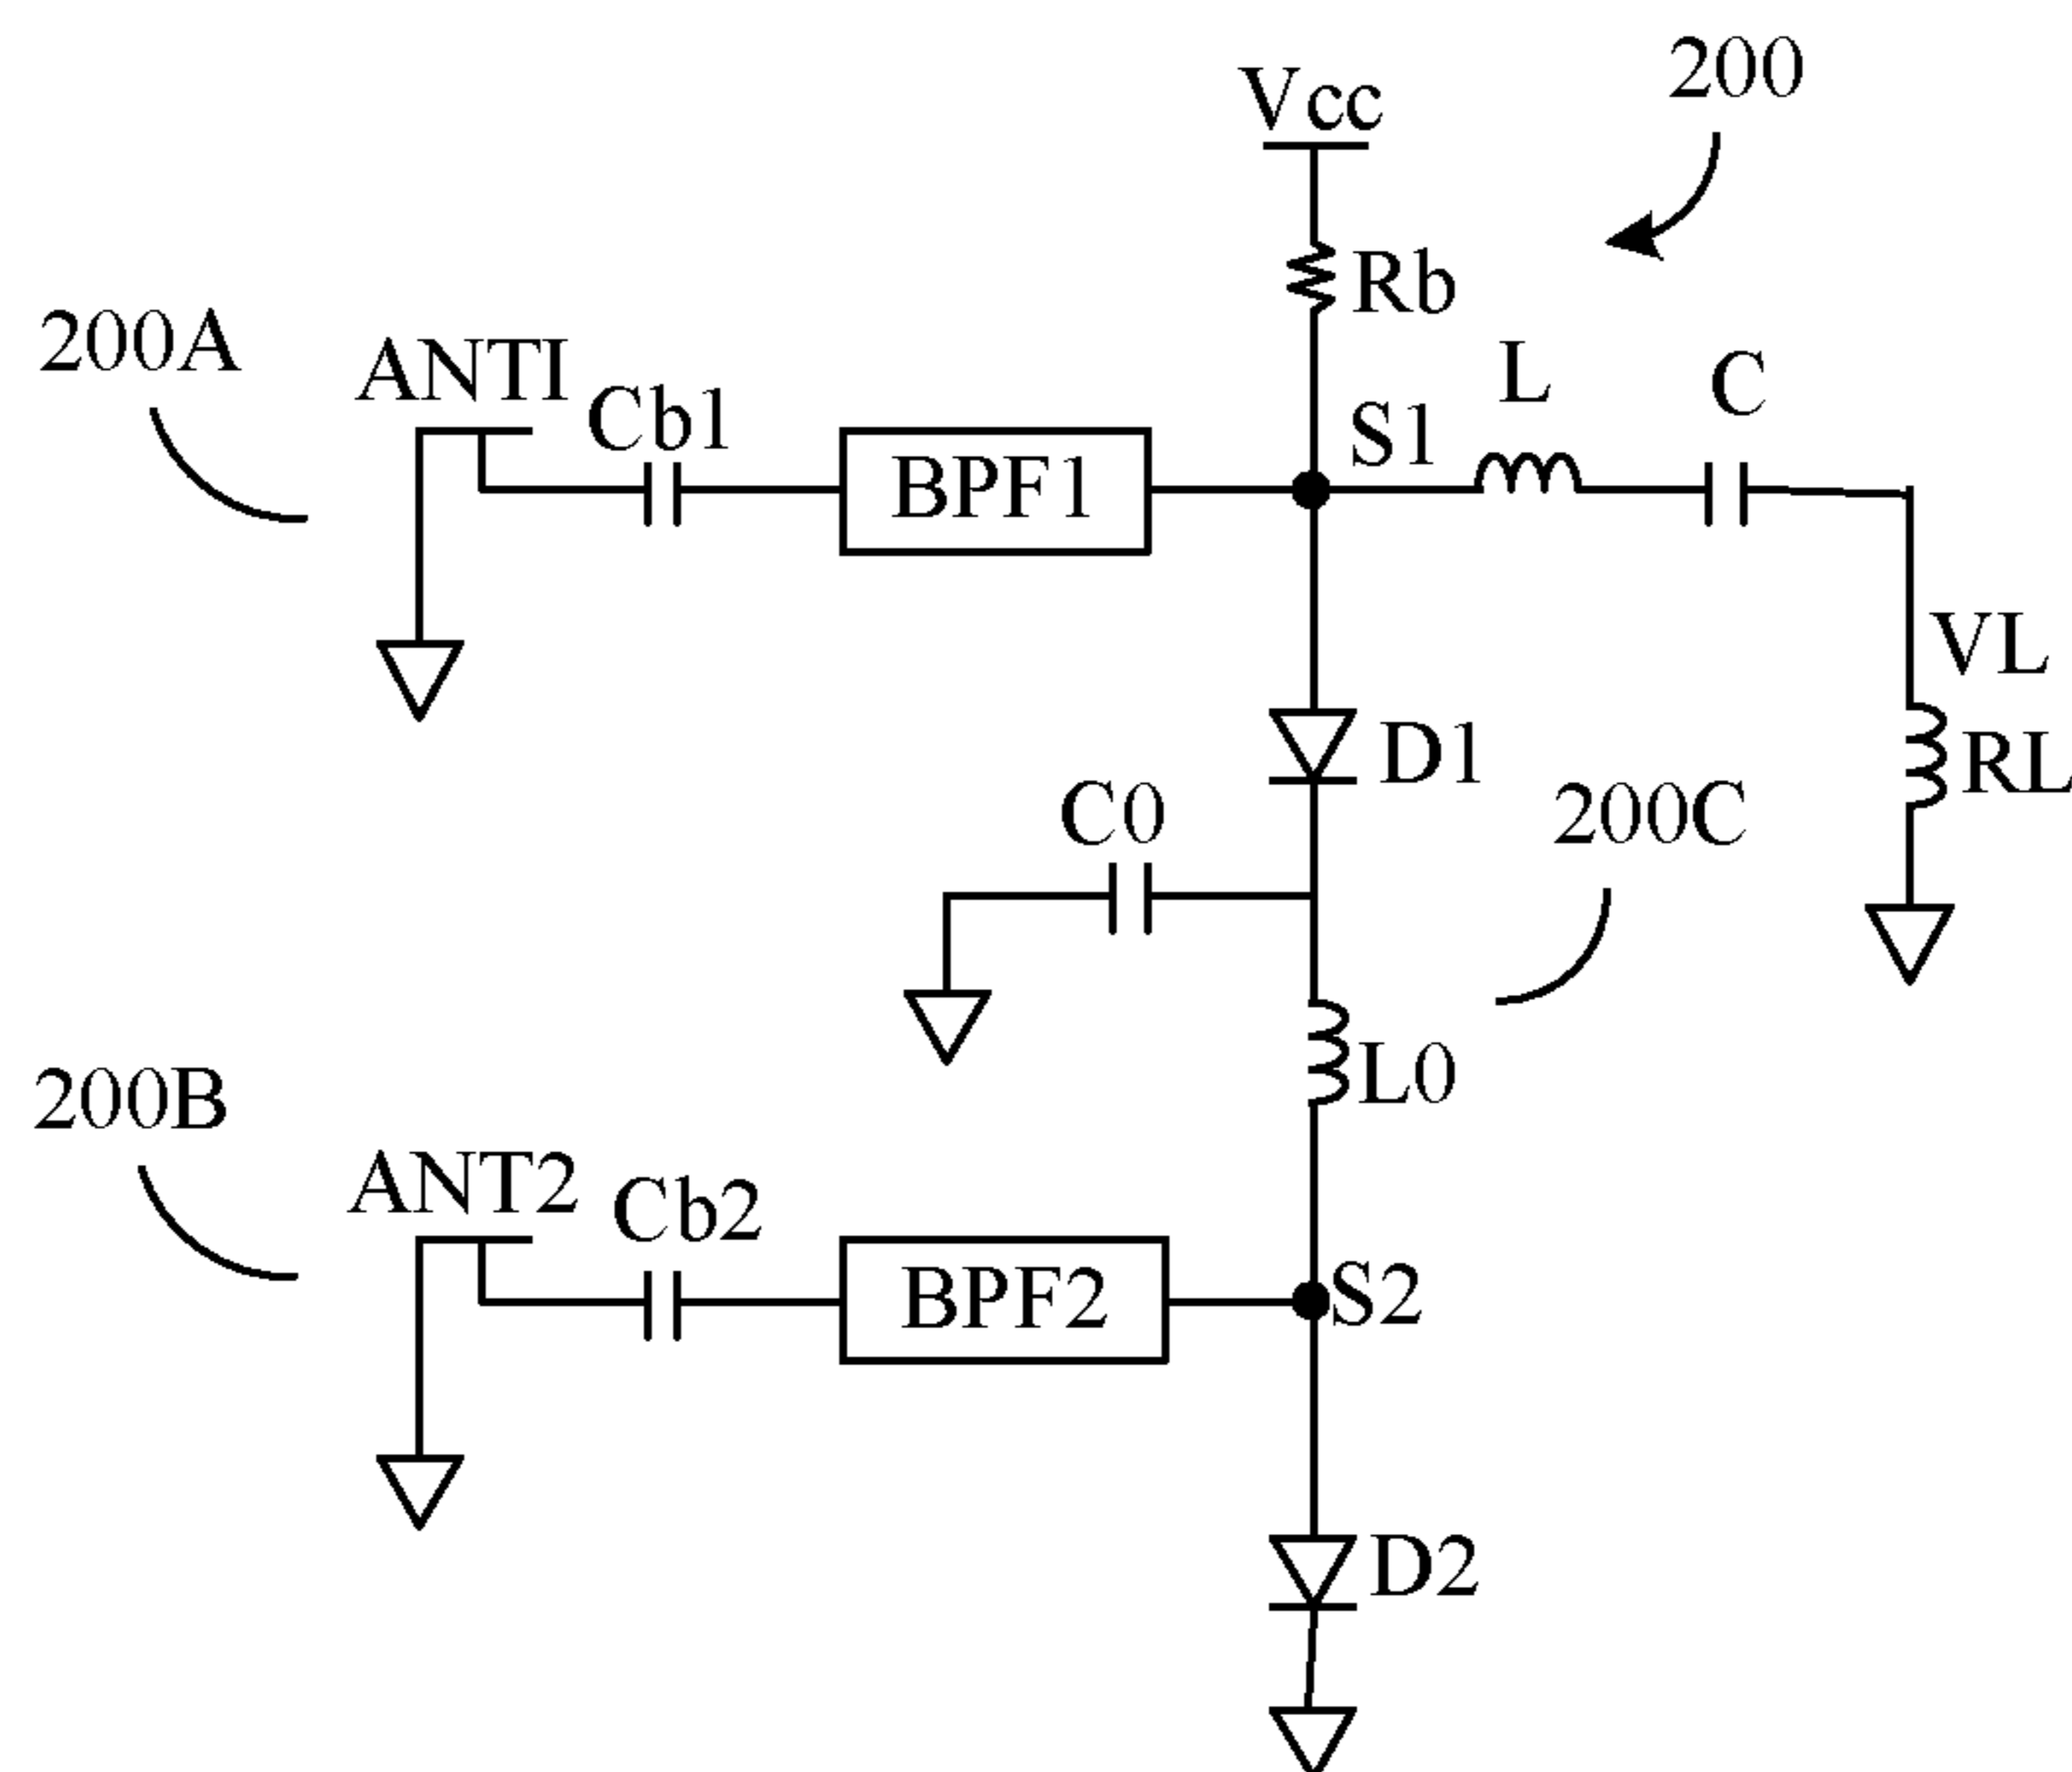 200
Vcc
Rb
200A
ANTI
Cb1
BPF1
S1
L
C
VL
RL
D1
C0
200C
L0
200B
ANT2
Cb2
BPF2
S2
D2